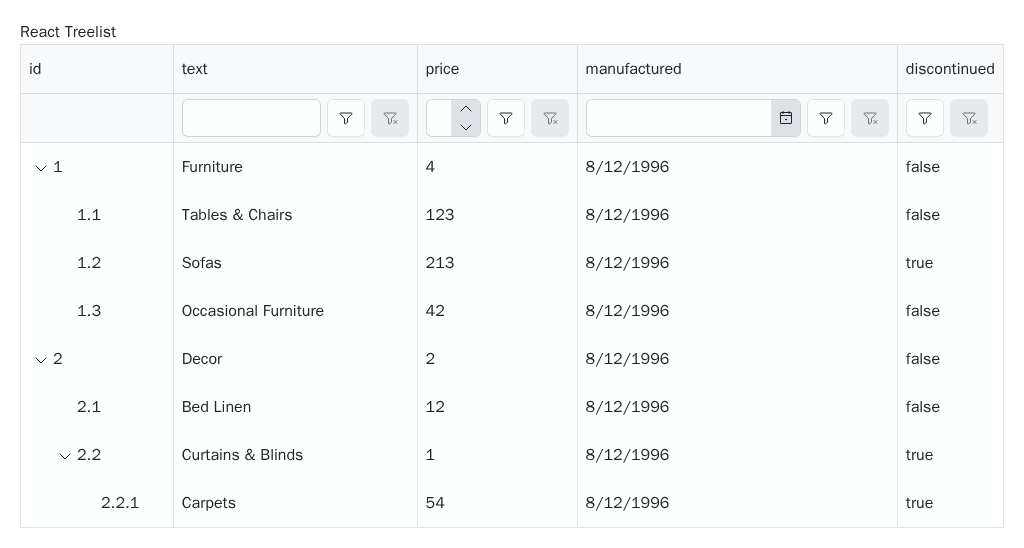 React Treelist
id text price manufactured discontinued
1 Furniture 4 8/12/1996 false
1.1 Tables & Chairs 123 8/12/1996 false
1.2 Sofas 213 8/12/1996 true
1.3 Occasional Furniture 42 8/12/1996 false
2 Decor 2 8/12/1996 false
2.1 Bed Linen 12 8/12/1996 false
2.2 Curtains & Blinds 1 8/12/1996 true
2.2.1 Carpets 54 8/12/1996 true